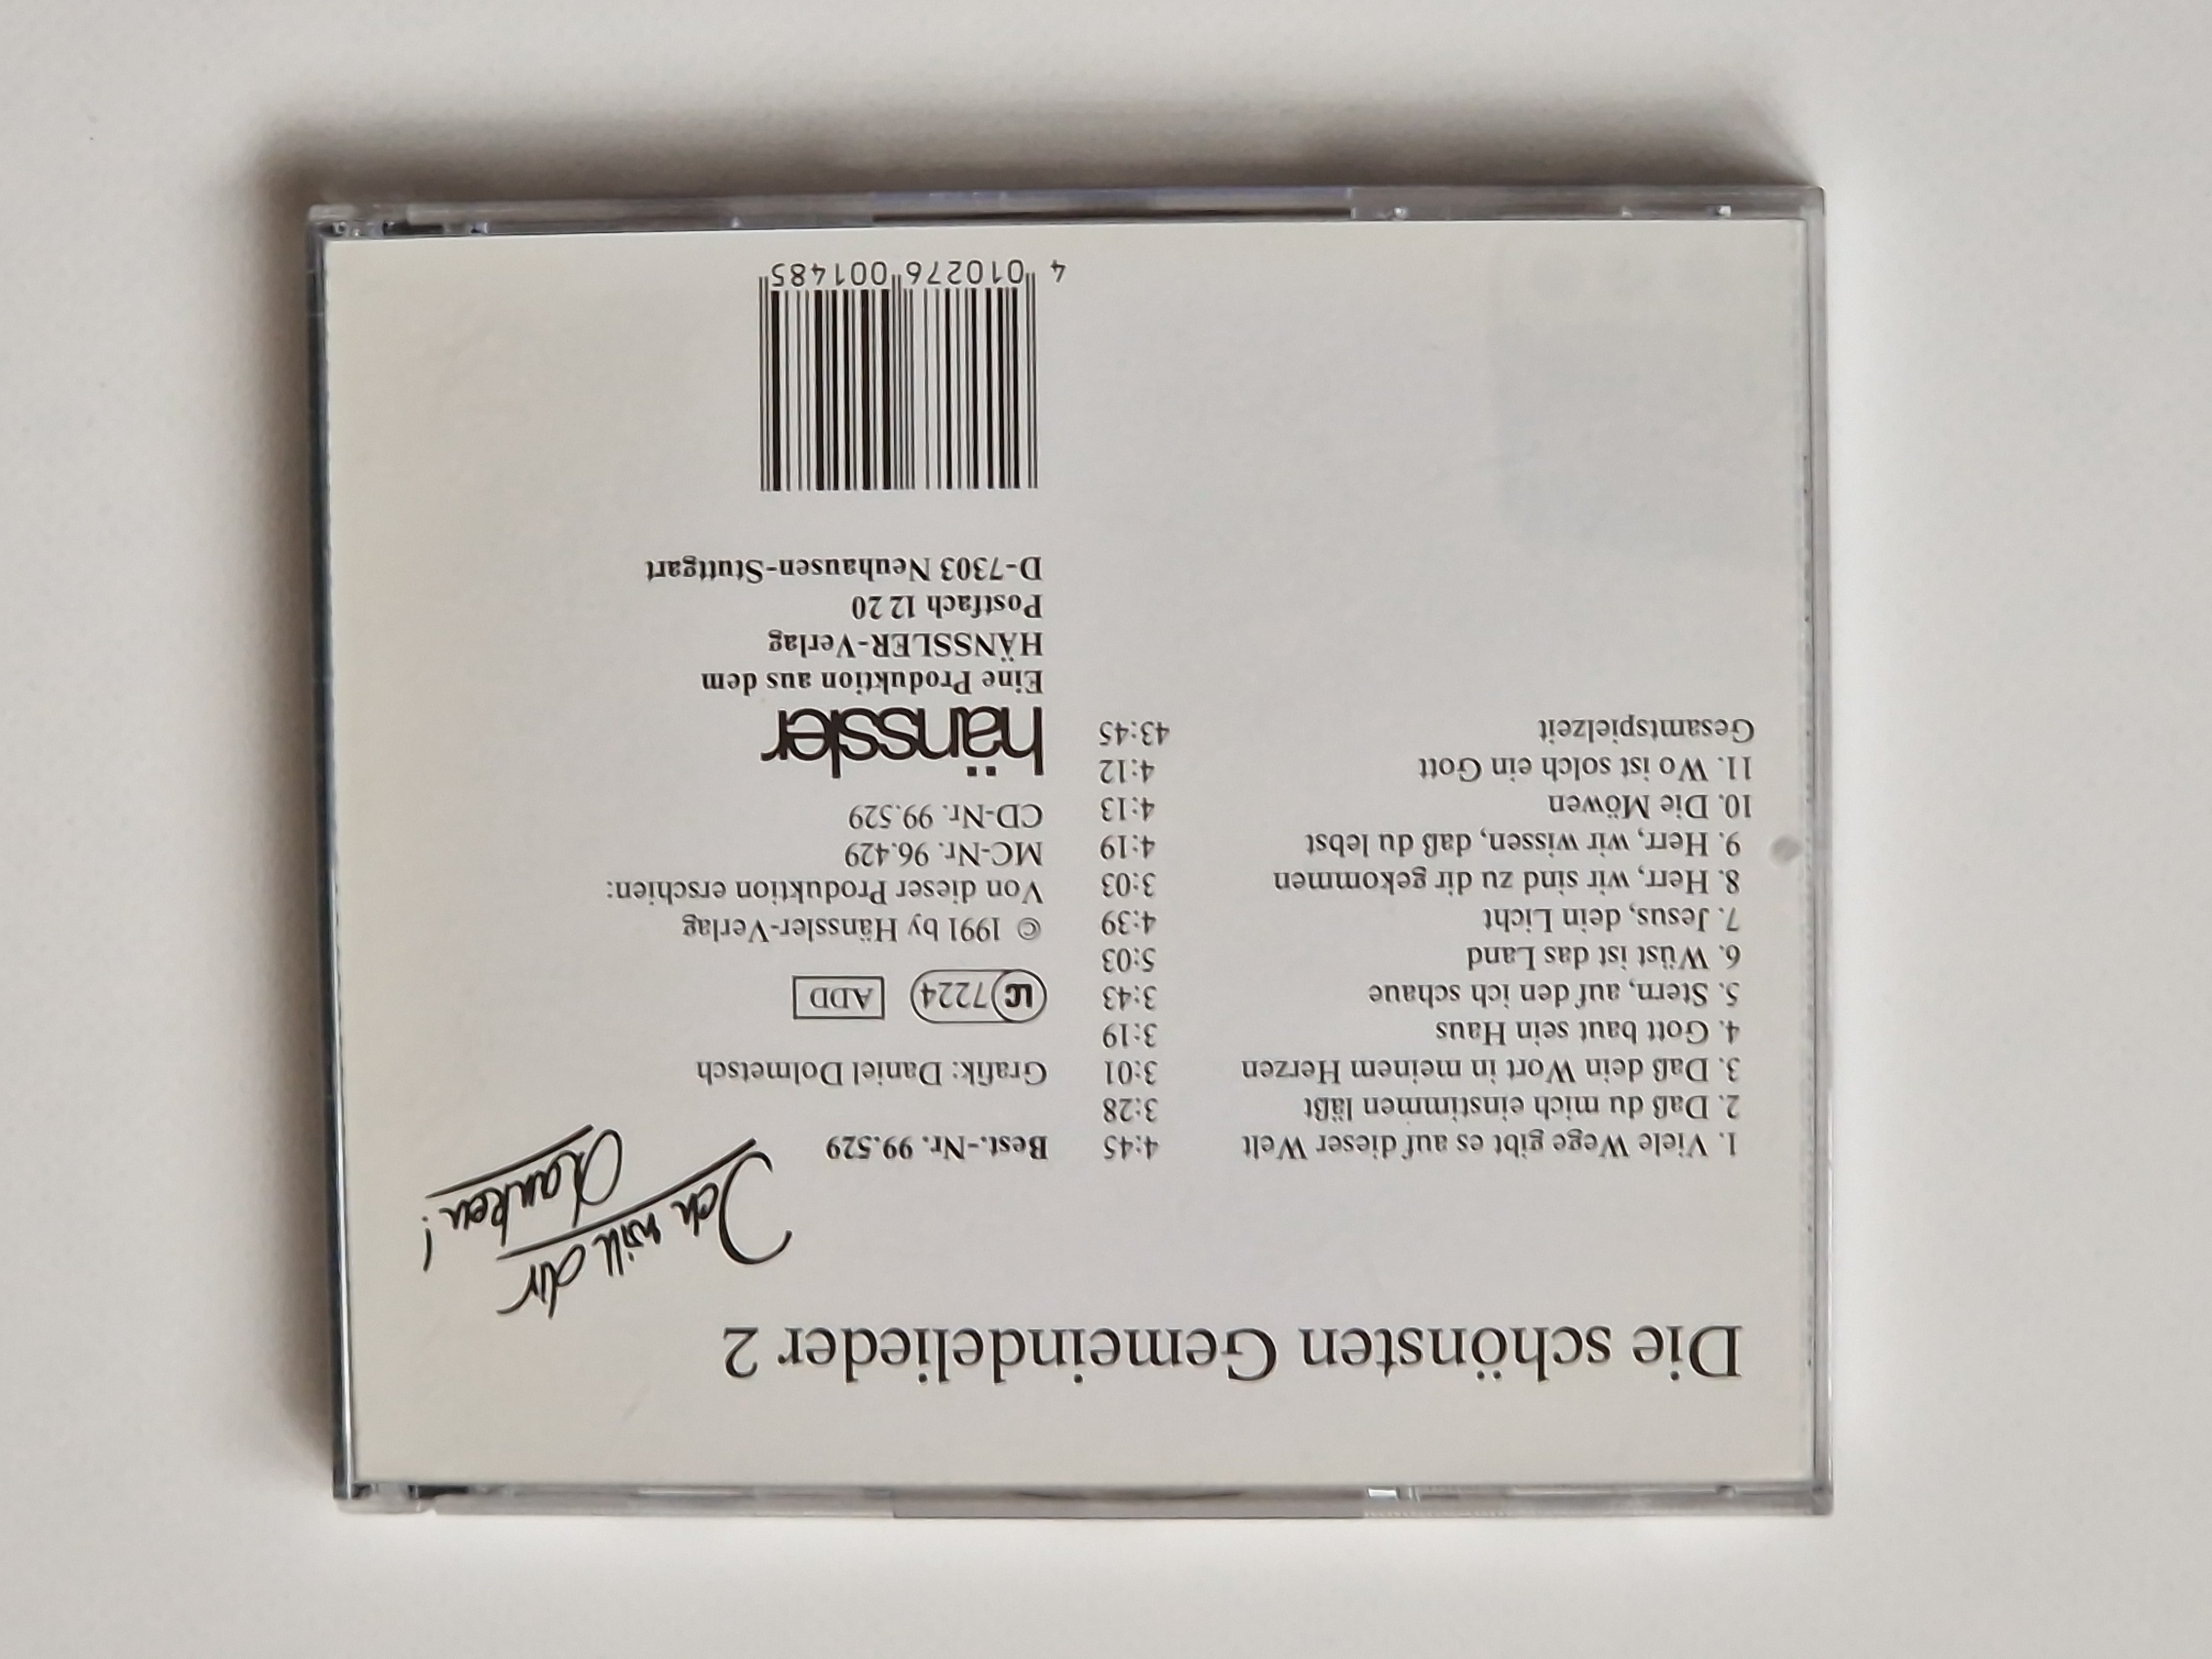 Die schönsten Gemeindelieder 2
Ich will dir
danken!
1. Viele Wege gibt es auf dieser Welt 4:45
2. Daß du mich einstimmen läßt 3:28
3. Daß dein Wort in meinem Herzen 3:01
4. Gott baut sein Haus 3:19
5. Stern, auf den ich schaue 3:43
6. Wüst ist das Land 5:03
7. Jesus, dein Licht 4:39
8. Herr, wir sind zu dir gekommen 3:03
9. Herr, wir wissen, daß du lebst 4:19
10. Die Möwen 4:13
11. Wo ist solch ein Gott 4:12
Gesamtspielzeit 43:45
Best.-Nr. 99.529
Grafik: Daniel Dolmetsch
LC 7224 ADD
© 1991 by Hänssler-Verlag
Von dieser Produktion erschien:
MC-Nr. 96.429
CD-Nr. 99.529
hänssler
Eine Produktion aus dem
HÄNSSLER-Verlag
Postfach 12 20
D-7303 Neuhausen-Stuttgart
4 010276 001485